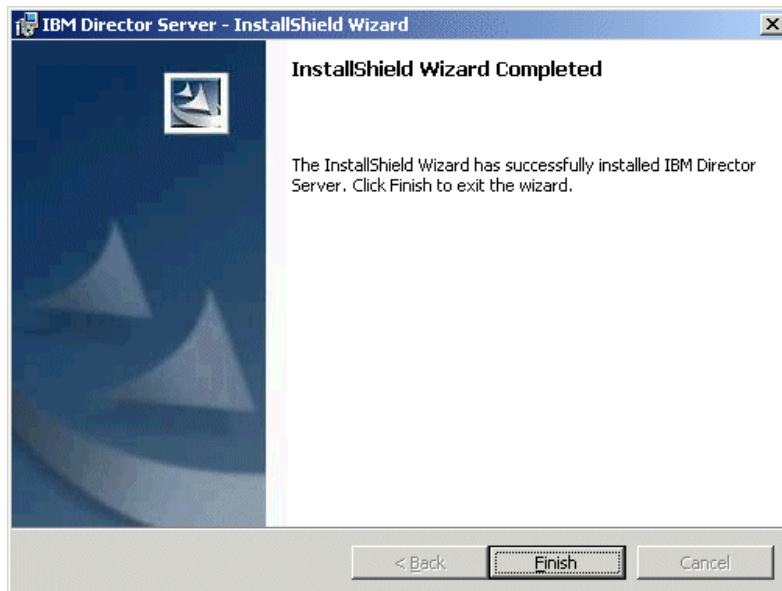 IBM Director Server - InstallShield Wizard
InstallShield Wizard Completed
The InstallShield Wizard has successfully installed IBM Director
Server. Click Finish to exit the wizard.
< Back
Finish
Cancel